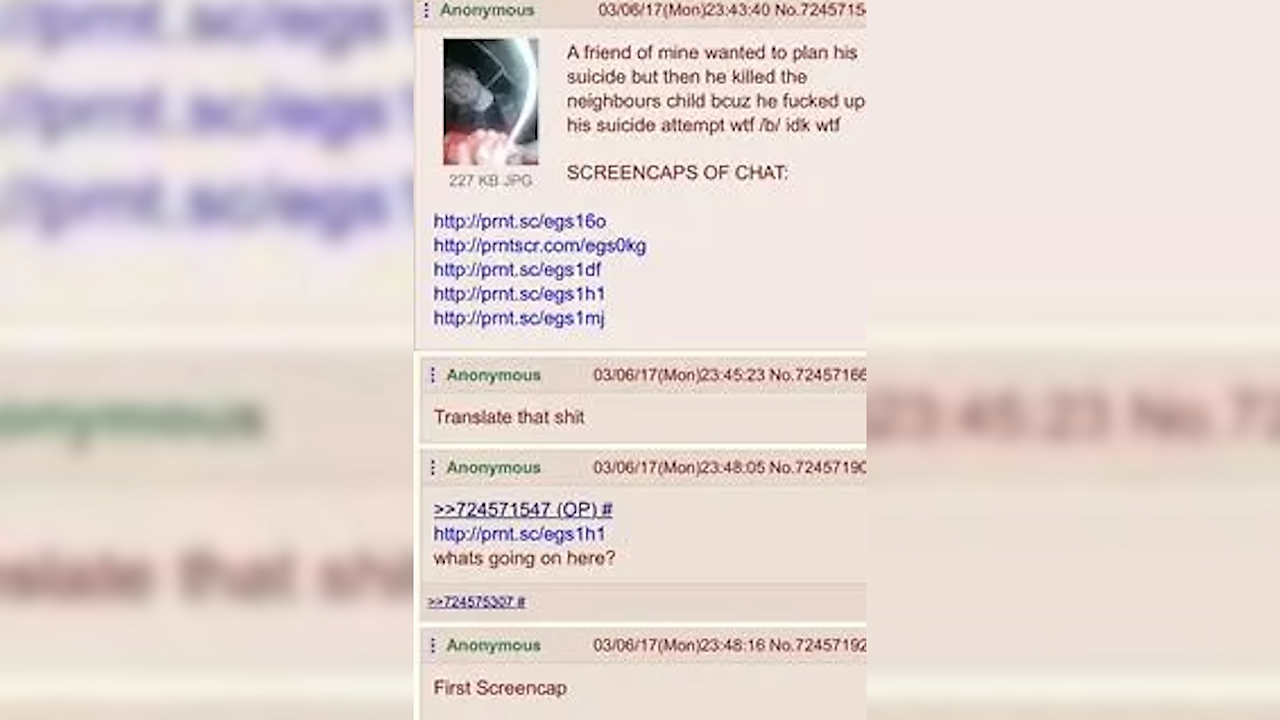 Anonymous 03/06/17(Mon)23:43:40 No.7245715
A friend of mine wanted to plan his
suicide but then he killed the
neighbours child bcuz he fucked up
his suicide attempt wtf /b/ idk wtf
SCREENCAPS OF CHAT:
227 KB JPG
http://prnt.sc/egs16o
http://prntscr.com/egs0kg
http://prnt.sc/egs1df
http://prnt.sc/egs1h1
http://prnt.sc/egs1mj
Anonymous 03/06/17(Mon)23:45:23 No.72457166
Translate that shit
Anonymous 03/06/17(Mon)23:48:05 No.72457190
>>724571547 (OP) #
http://prnt.sc/egs1h1
whats going on here?
>>724575307 #
Anonymous 03/06/17(Mon)23:48:16 No.72457192
First Screencap